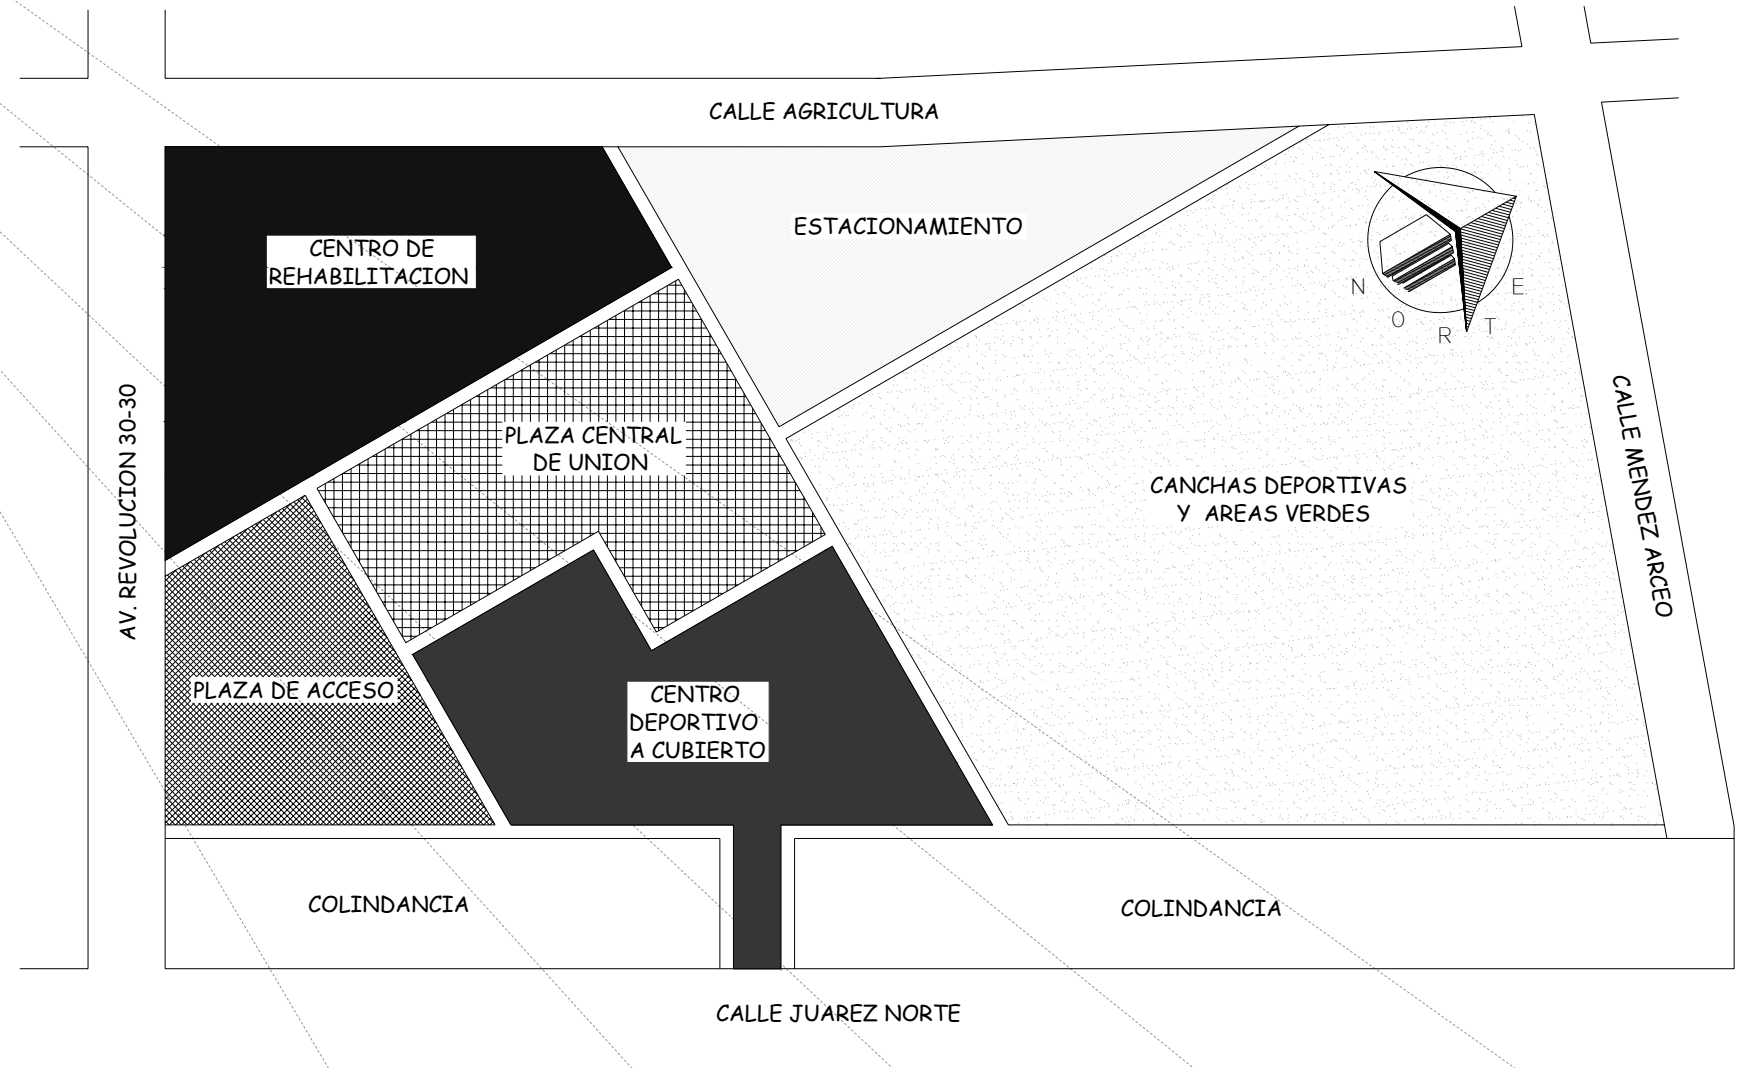 CALLE AGRICULTURA
CENTRO DE
REHABILITACION
ESTACIONAMIENTO
N O R T E
PLAZA CENTRAL
DE UNION
CANCHAS DEPORTIVAS
Y AREAS VERDES
CALLE MENDEZ ARCEO
AV. REVOLUCION 30-30
PLAZA DE ACCESO
CENTRO
DEPORTIVO
A CUBIERTO
COLINDANCIA
COLINDANCIA
CALLE JUAREZ NORTE